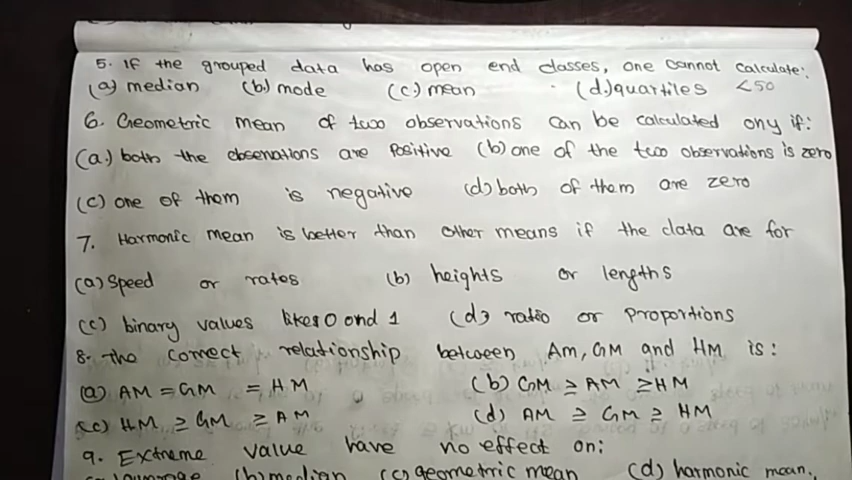 5. If the grouped data has open end classes, one cannot calculate:
(a) median (b) mode (c) mean (d) quartiles <50
6. Geometric mean of two observations can be calculated ony if:
(a) both the obsenations are Positive (b) one of the two observations is zero
(c) one of them is negative (d) both of them are zero
7. Harmonic mean is better than other means if the data are for
(a) Speed or rates (b) heights or lengths
(c) binary values likes 0 and 1 (d) ratio or proportions
8. The correct relationship between Am, GM and HM is:
(a) AM = GM = HM (b) GM ≥ AM ≥ HM
(c) HM ≥ GM ≥ AM (d) AM ≥ GM ≥ HM
9. Extreme value have no effect on:
(b) median (c) geometric mean (d) harmonic mean.